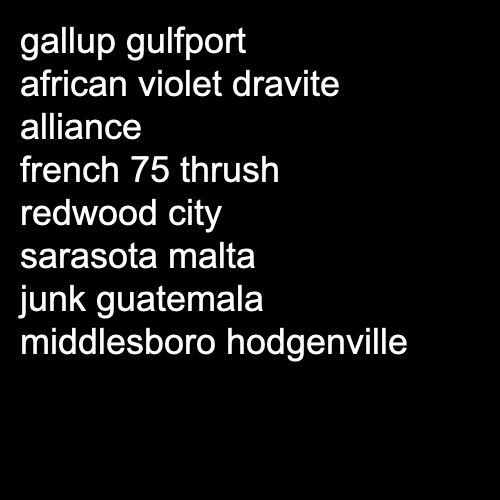 gallup gulfport
african violet dravite
alliance
french 75 thrush
redwood city
sarasota malta
junk guatemala
middlesboro hodgenville